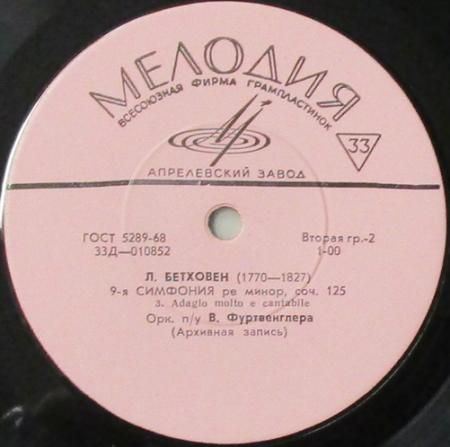 МЕЛОДИЯ
ВСЕСОЮЗНАЯ ФИРМА ГРАМПЛАСТИНОК
33
АПРЕЛЕВСКИЙ ЗАВОД
ГОСТ 5289-68 Вторая гр.-2
33Д—010852 1-00
Л. БЕТХОВЕН (1770—1827)
9-я СИМФОНИЯ ре минор, соч. 125
3. Adagio molto e cantabile
Орк. п/у В. Фуртвенглера
(Архивная запись)